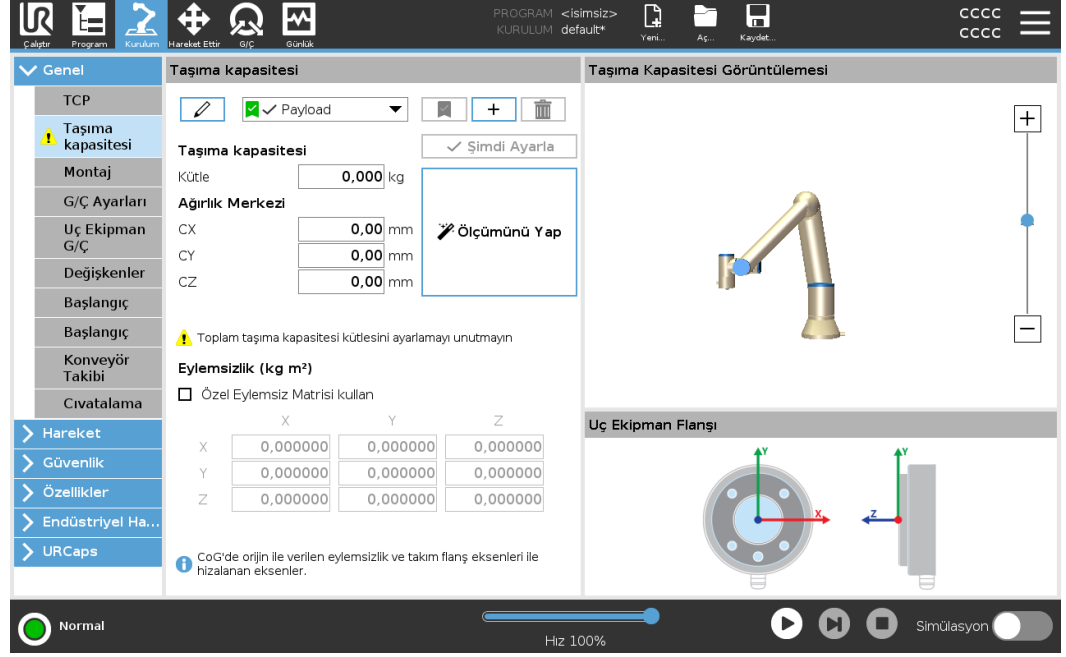 PROGRAM <isimsiz>
KURULUM default*
CCCC
CCCC
Çalıştır
Program
Kurulum
Hareket Ettir
G/Ç
Günlük
Yeni...
Aç...
Kaydet...
Genel
TCP
Taşıma
kapasitesi
Montaj
G/Ç Ayarları
Uç Ekipman
G/Ç
Değişkenler
Başlangıç
Başlangıç
Konveyör
Takibi
Cıvatalama
Hareket
Güvenlik
Özellikler
Endüstriyel Ha...
URCaps
Taşıma kapasitesi
Payload
Şimdi Ayarla
Taşıma kapasitesi
Kütle 0,000 kg
Ağırlık Merkezi
CX 0,00 mm
CY 0,00 mm
CZ 0,00 mm
Ölçümünü Yap
Toplam taşıma kapasitesi kütlesini ayarlamayı unutmayın
Eylemsizlik (kg m²)
Özel Eylemsiz Matrisi kullan
X Y Z
X 0,000000 0,000000 0,000000
Y 0,000000 0,000000 0,000000
Z 0,000000 0,000000 0,000000
CoG'de orijin ile verilen eylemsizlik ve takım flanş eksenleri ile
hizalanan eksenler.
Taşıma Kapasitesi Görüntülemesi
Uç Ekipman Flanşı
Y
X
Y
Z
Normal
Hız 100%
Simülasyon